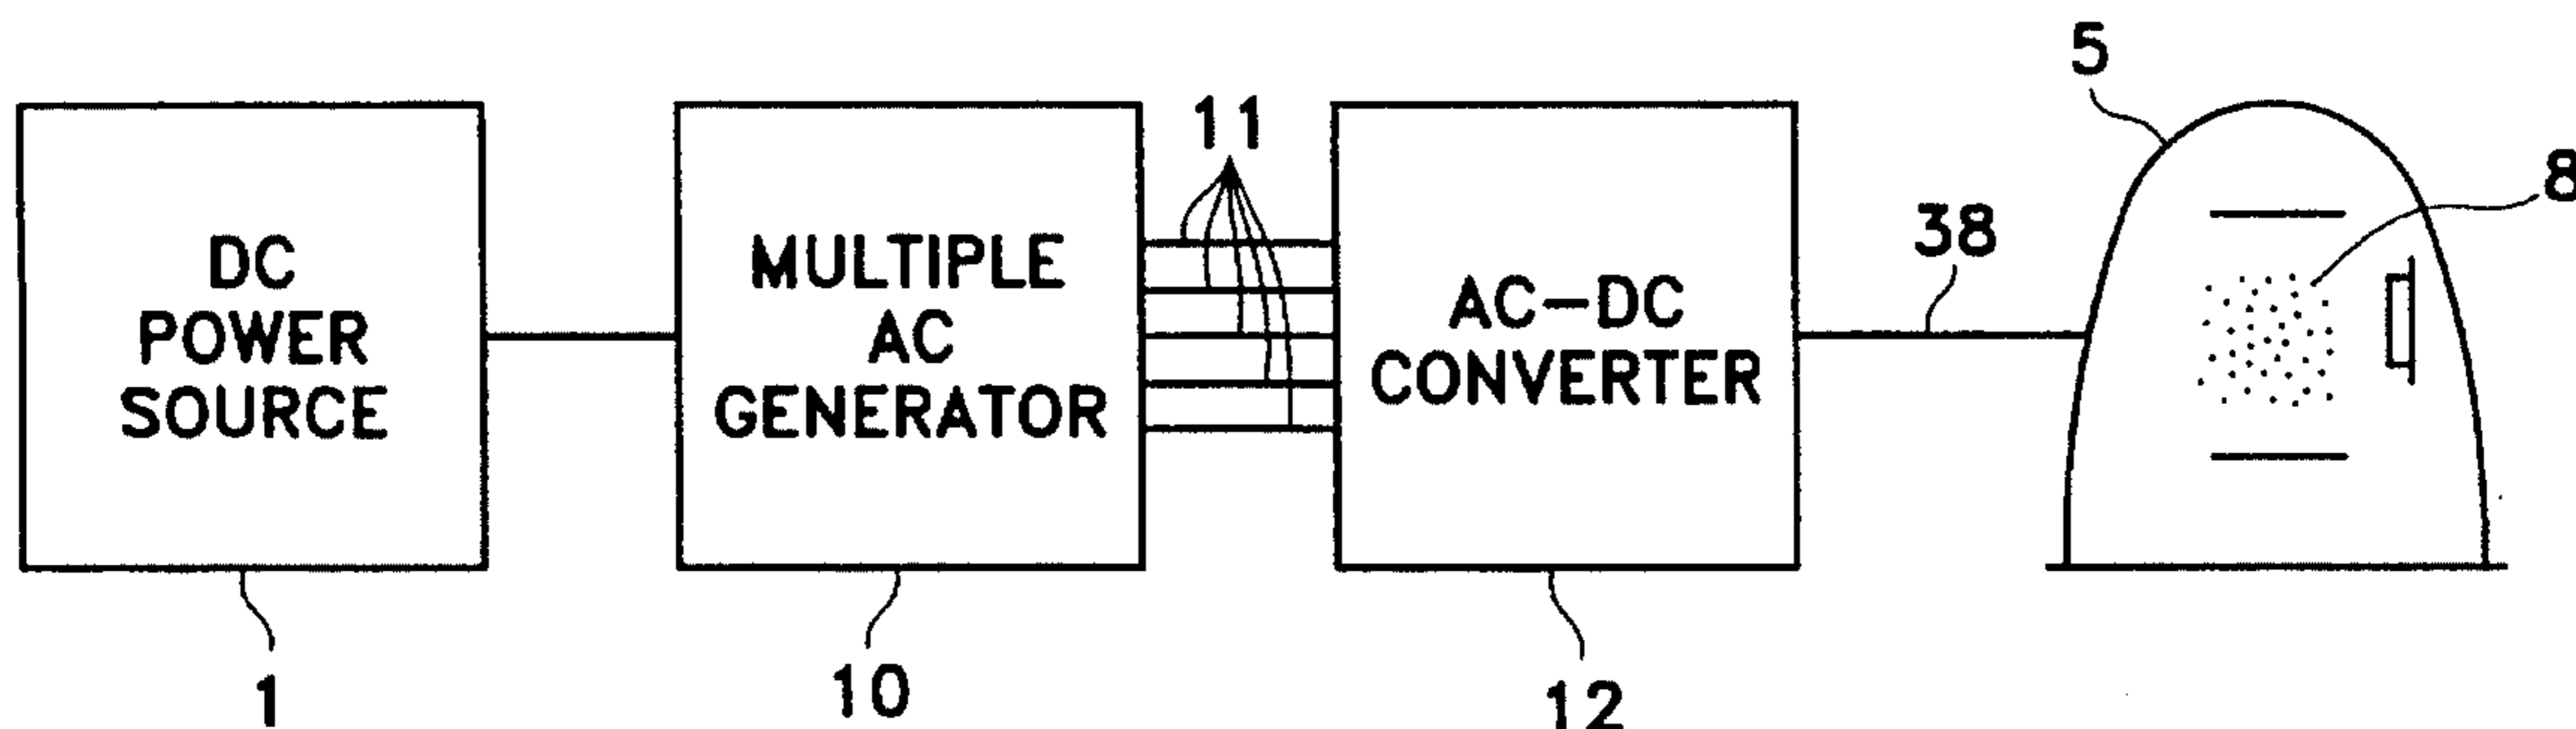 DC
POWER
SOURCE
1
MULTIPLE
AC
GENERATOR
10
11
AC-DC
CONVERTER
12
38
5
8